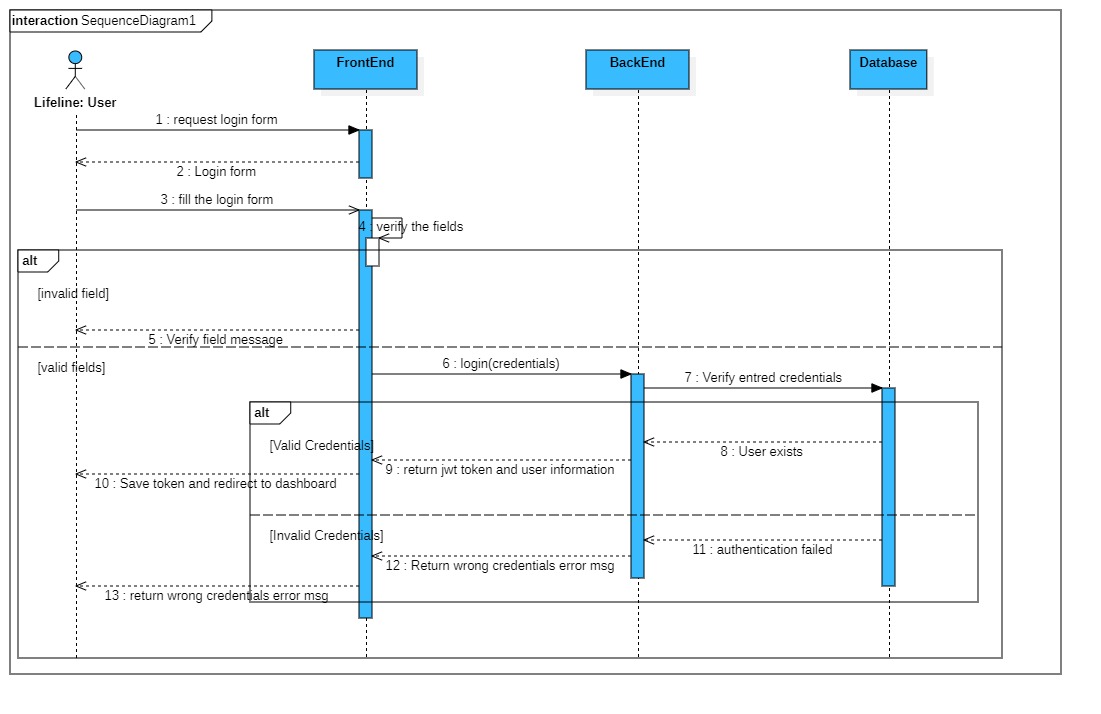 interaction SequenceDiagram1
FrontEnd
BackEnd
Database
Lifeline: User
1 : request login form
2 : Login form
3 : fill the login form
4 : verify the fields
alt
[invalid field]
5 : Verify field message
[valid fields]
6 : login(credentials)
7 : Verify entred credentials
alt
[Valid Credentials]
8 : User exists
9 : return jwt token and user information
10 : Save token and redirect to dashboard
[Invalid Credentials]
11 : authentication failed
12 : Return wrong credentials error msg
13 : return wrong credentials error msg